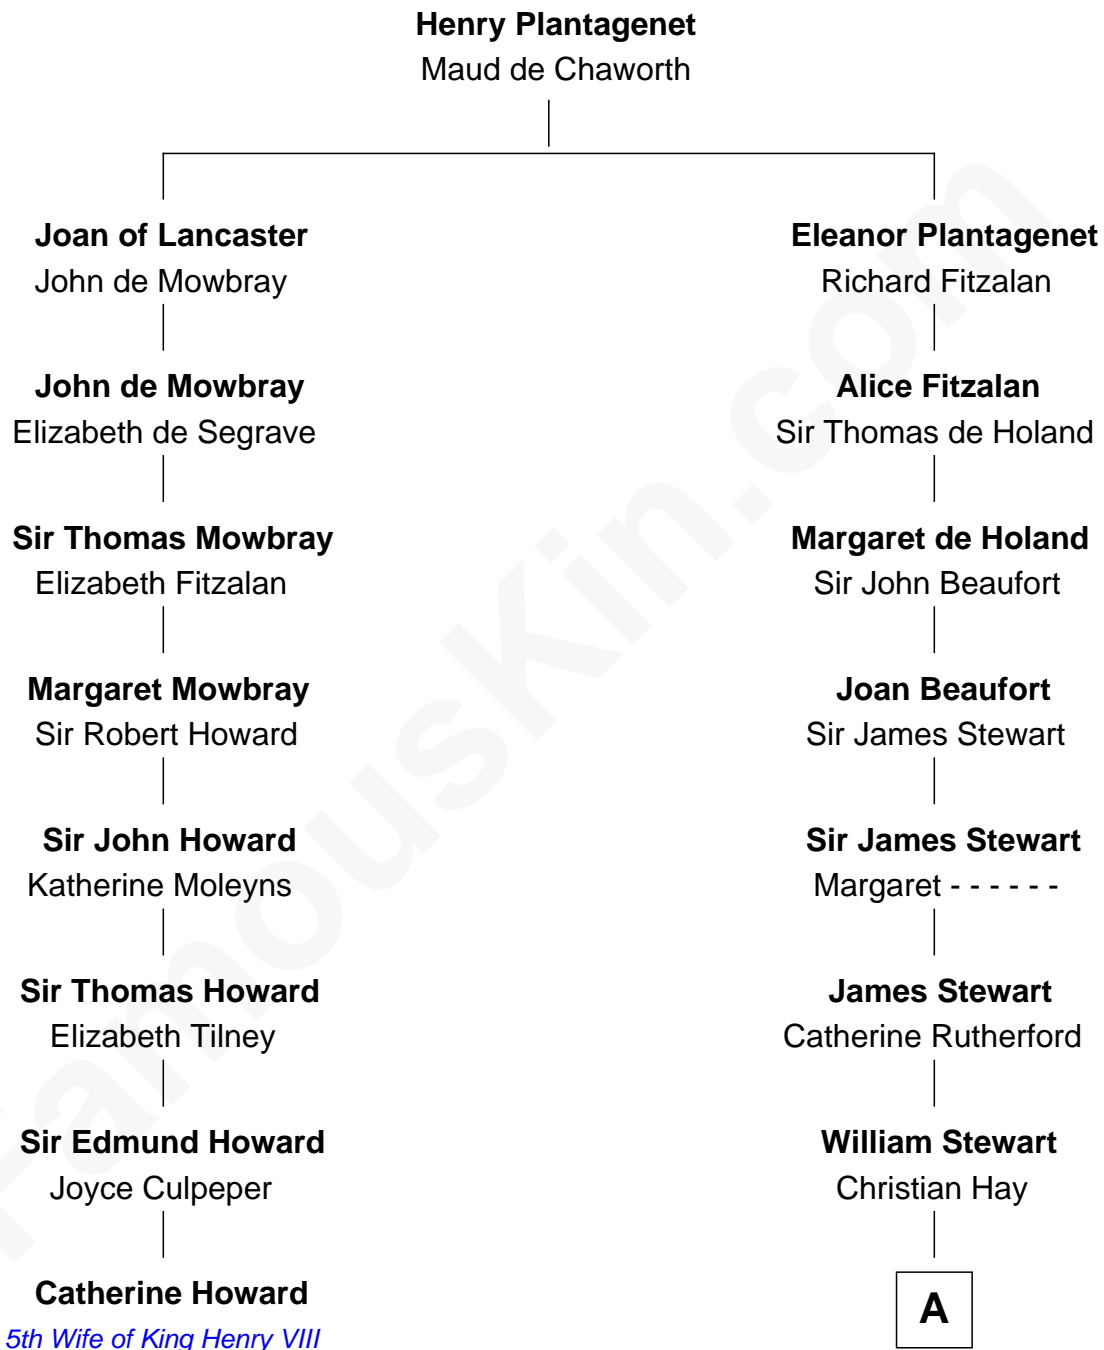 Henry Plantagenet
Maud de Chaworth
Joan of Lancaster
John de Mowbray
Eleanor Plantagenet
Richard Fitzalan
John de Mowbray
Elizabeth de Segrave
Alice Fitzalan
Sir Thomas de Holand
Sir Thomas Mowbray
Elizabeth Fitzalan
Margaret de Holand
Sir John Beaufort
Margaret Mowbray
Sir Robert Howard
Joan Beaufort
Sir James Stewart
Sir John Howard
Katherine Moleyns
Sir James Stewart
Margaret - - - - - -
Sir Thomas Howard
Elizabeth Tilney
James Stewart
Catherine Rutherford
Sir Edmund Howard
Joyce Culpeper
William Stewart
Christian Hay
Catherine Howard
5th Wife of King Henry VIII
A
FamousKin.com